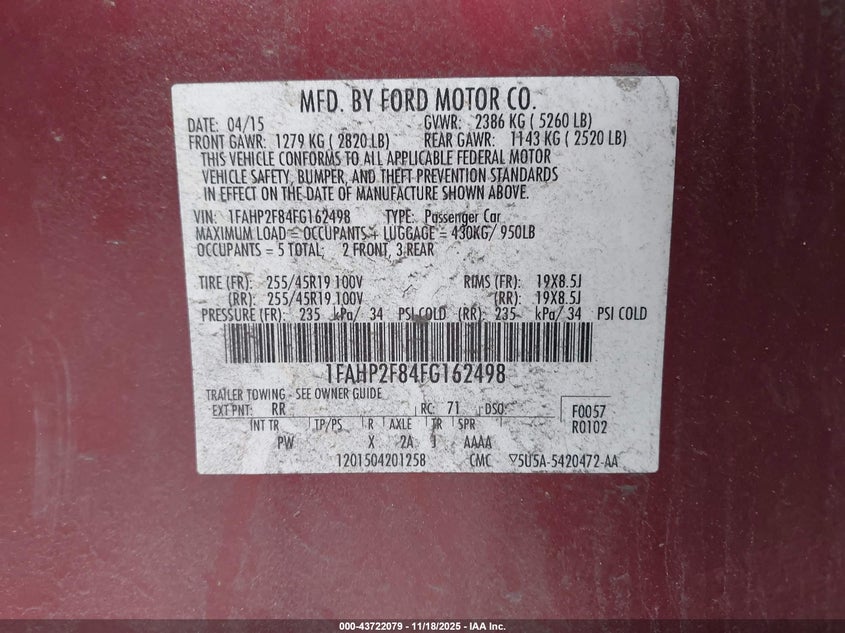 MFD. BY FORD MOTOR CO.
DATE: 04/15 GVWR: 2386 KG ( 5260 LB)
FRONT GAWR: 1279 KG ( 2820 LB) REAR GAWR: 1143 KG ( 2520 LB)
THIS VEHICLE CONFORMS TO ALL APPLICABLE FEDERAL MOTOR
VEHICLE SAFETY, BUMPER, AND THEFT PREVENTION STANDARDS
IN EFFECT ON THE DATE OF MANUFACTURE SHOWN ABOVE.
VIN: 1FAHP2F84FG162498 TYPE: Passenger Car
MAXIMUM LOAD = OCCUPANTS + LUGGAGE = 430KG/ 950LB
OCCUPANTS = 5 TOTAL: 2 FRONT, 3 REAR
TIRE (FR): 255/45R19 100V RIMS (FR): 19X8.5J
(RR): 255/45R19 100V (RR): 19X8.5J
PRESSURE (FR): 235 kPa/ 34 PSI COLD (RR): 235 kPa/ 34 PSI COLD
1FAHP2F84FG162498
TRAILER TOWING - SEE OWNER GUIDE
EXT PNT: RR RC: 71 DSO: F0057
INT TR TP/PS R AXLE TR SPR R0102
PW X 2A 1 AAAA
1201504201258 CMC 5U5A-5420472-AA
000-43722079 - 11/18/2025 - IAA Inc.